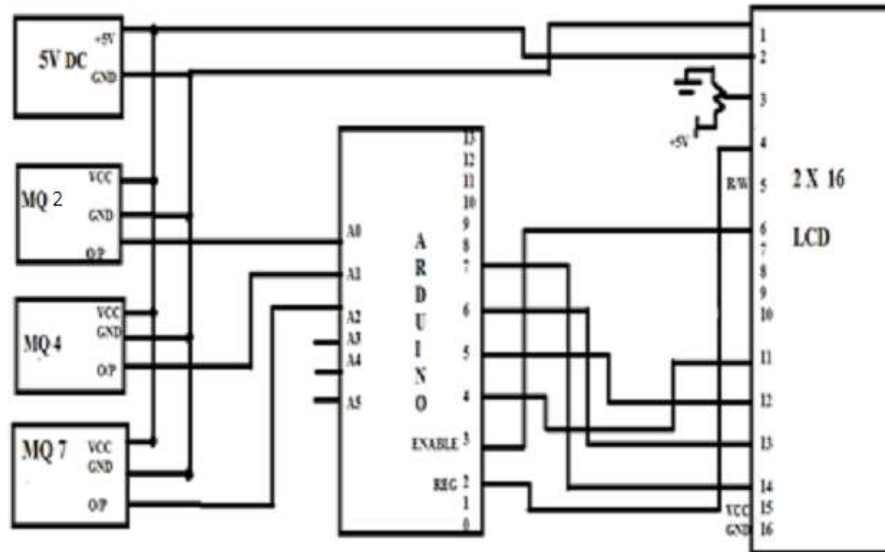 +5V
5V DC
GND
VCC
MQ 2
GND
O/P
VCC
GND
MQ 4
O/P
VCC
MQ 7
GND
O/P
A0
A1
A2
A3
A4
A5
ARDUINO
13
12
11
10
9
8
7
6
5
4
ENABLE 3
REG 2
1
0
+5V
R/W
1
2
3
4
5
6
7
8
9
10
11
12
13
14
VCC 15
GND 16
2 X 16
LCD